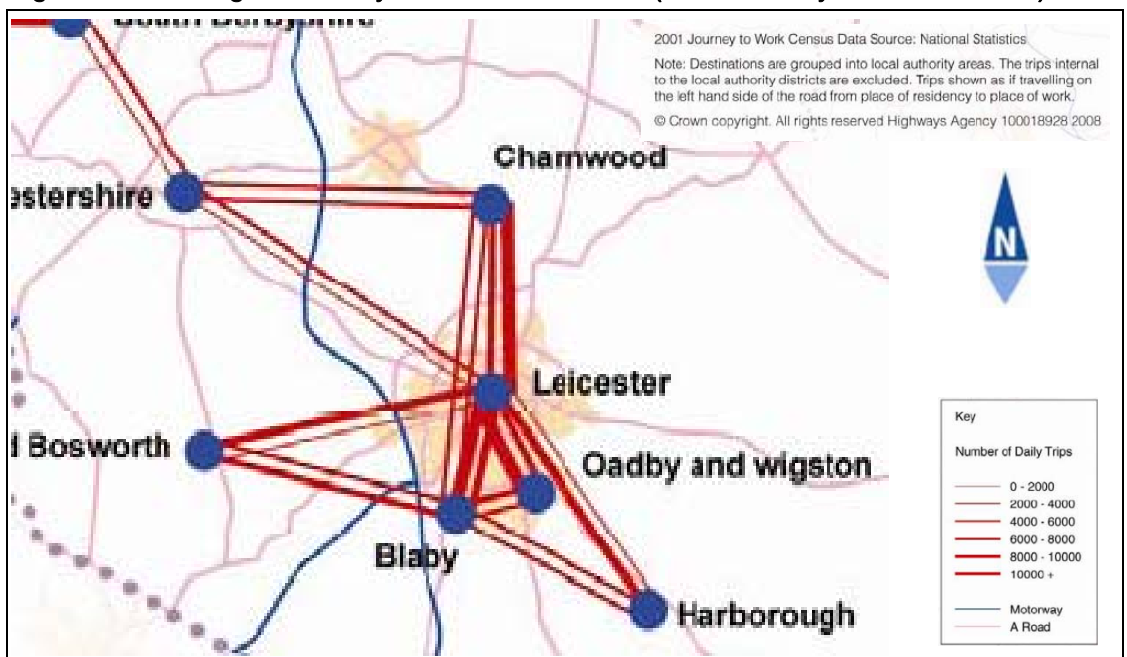 South Derbyshire
2001 Journey to Work Census Data Source: National Statistics
Note: Destinations are grouped into local authority areas. The trips internal
to the local authority districts are excluded. Trips shown as if travelling on
the left hand side of the road from place of residency to place of work.
© Crown copyright. All rights reserved Highways Agency 100018928 2008
Charnwood
estershire
N
Leicester
d Bosworth
Oadby and wigston
Blaby
Harborough
Key
Number of Daily Trips
0 - 2000
2000 - 4000
4000 - 6000
6000 - 8000
8000 - 10000
10000 +
Motorway
A Road